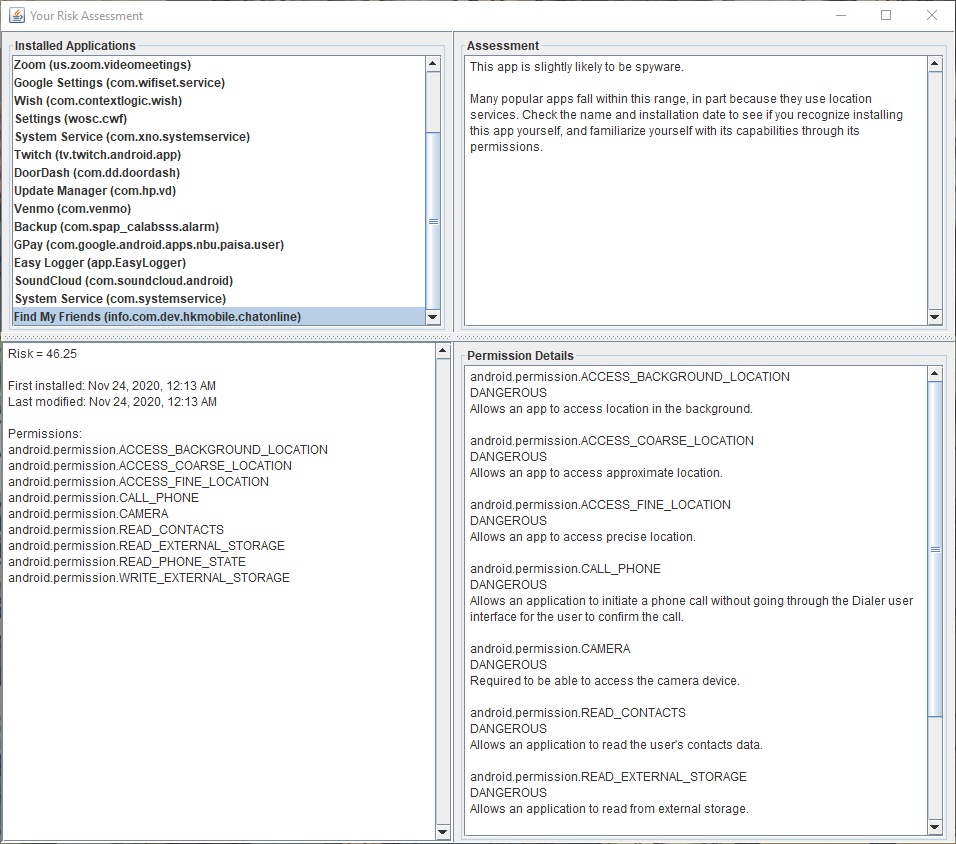 Your Risk Assessment
Installed Applications
Zoom (us.zoom.videomeetings)
Google Settings (com.wifiset.service)
Wish (com.contextlogic.wish)
Settings (wosc.cwf)
System Service (com.xno.systemservice)
Twitch (tv.twitch.android.app)
DoorDash (com.dd.doordash)
Update Manager (com.hp.vd)
Venmo (com.venmo)
Backup (com.spap_calabsss.alarm)
GPay (com.google.android.apps.nbu.paisa.user)
Easy Logger (app.EasyLogger)
SoundCloud (com.soundcloud.android)
System Service (com.systemservice)
Find My Friends (info.com.dev.hkmobile.chatonline)
Assessment
This app is slightly likely to be spyware.
Many popular apps fall within this range, in part because they use location
services. Check the name and installation date to see if you recognize installing
this app yourself, and familiarize yourself with its capabilities through its
permissions.
Risk = 46.25
First installed: Nov 24, 2020, 12:13 AM
Last modified: Nov 24, 2020, 12:13 AM
Permissions:
android.permission.ACCESS_BACKGROUND_LOCATION
android.permission.ACCESS_COARSE_LOCATION
android.permission.ACCESS_FINE_LOCATION
android.permission.CALL_PHONE
android.permission.CAMERA
android.permission.READ_CONTACTS
android.permission.READ_EXTERNAL_STORAGE
android.permission.READ_PHONE_STATE
android.permission.WRITE_EXTERNAL_STORAGE
Permission Details
android.permission.ACCESS_BACKGROUND_LOCATION
DANGEROUS
Allows an app to access location in the background.
android.permission.ACCESS_COARSE_LOCATION
DANGEROUS
Allows an app to access approximate location.
android.permission.ACCESS_FINE_LOCATION
DANGEROUS
Allows an app to access precise location.
android.permission.CALL_PHONE
DANGEROUS
Allows an application to initiate a phone call without going through the Dialer user
interface for the user to confirm the call.
android.permission.CAMERA
DANGEROUS
Required to be able to access the camera device.
android.permission.READ_CONTACTS
DANGEROUS
Allows an application to read the user's contacts data.
android.permission.READ_EXTERNAL_STORAGE
DANGEROUS
Allows an application to read from external storage.